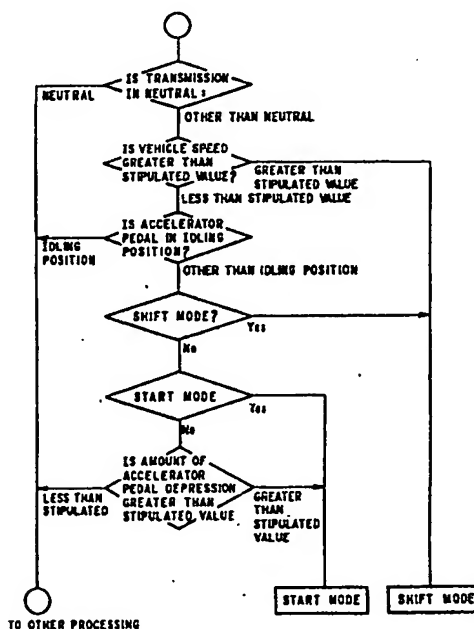 IS TRANSMISSION
IN NEUTRAL:
NEUTRAL
OTHER THAN NEUTRAL
IS VEHICLE SPEED
GREATER THAN
STIPULATED VALUE?
GREATER THAN
STIPULATED VALUE
LESS THAN STIPULATED VALUE
IS ACCELERATOR
PEDAL IN IDLING
POSITION?
IDLING
POSITION
OTHER THAN IDLING POSITION
SHIFT MODE?
Yes
No
START MODE
Yes
No
IS AMOUNT OF
ACCELERATOR
PEDAL DEPRESSION
GREATER THAN
STIPULATED VALUE
LESS THAN
STIPULATED
GREATER
THAN
STIPULATED
VALUE
START MODE
SHIFT MODE
TO OTHER PROCESSING